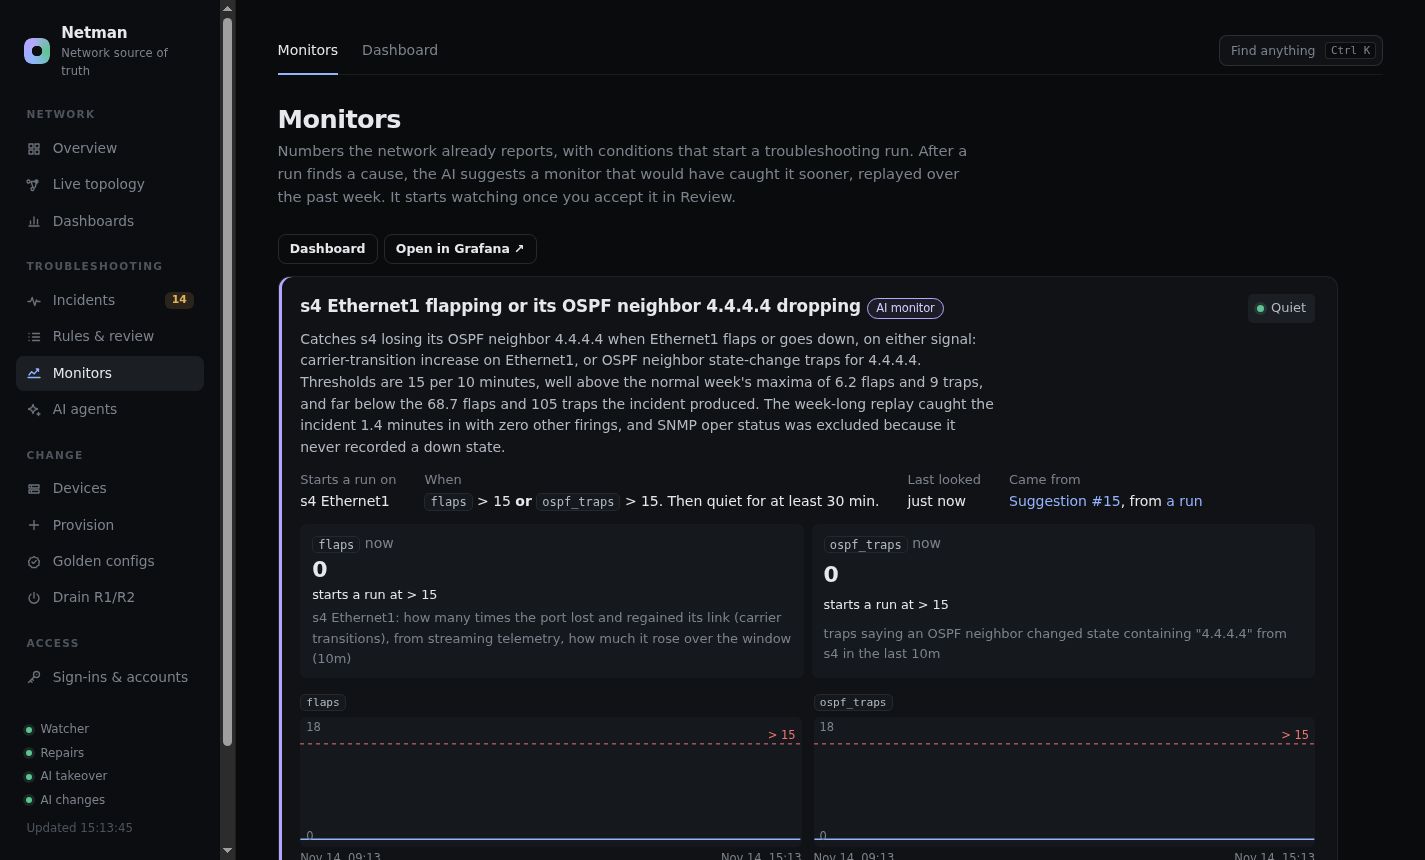 Netman
Network source of
truth
NETWORK
Overview
Live topology
Dashboards
TROUBLESHOOTING
Incidents 14
Rules & review
Monitors
AI agents
CHANGE
Devices
Provision
Golden configs
Drain R1/R2
ACCESS
Sign-ins & accounts
Watcher
Repairs
AI takeover
AI changes
Updated 15:13:45
Monitors Dashboard Find anything Ctrl K
Monitors
Numbers the network already reports, with conditions that start a troubleshooting run. After a
run finds a cause, the AI suggests a monitor that would have caught it sooner, replayed over
the past week. It starts watching once you accept it in Review.
Dashboard Open in Grafana ↗
s4 Ethernet1 flapping or its OSPF neighbor 4.4.4.4 dropping AI monitor Quiet
Catches s4 losing its OSPF neighbor 4.4.4.4 when Ethernet1 flaps or goes down, on either signal:
carrier-transition increase on Ethernet1, or OSPF neighbor state-change traps for 4.4.4.4.
Thresholds are 15 per 10 minutes, well above the normal week's maxima of 6.2 flaps and 9 traps,
and far below the 68.7 flaps and 105 traps the incident produced. The week-long replay caught the
incident 1.4 minutes in with zero other firings, and SNMP oper status was excluded because it
never recorded a down state.
Starts a run on When Last looked Came from
s4 Ethernet1 flaps > 15 or ospf_traps > 15. Then quiet for at least 30 min. just now Suggestion #15, from a run
flaps now
0
starts a run at > 15
s4 Ethernet1: how many times the port lost and regained its link (carrier
transitions), from streaming telemetry, how much it rose over the window
(10m)
ospf_traps now
0
starts a run at > 15
traps saying an OSPF neighbor changed state containing "4.4.4.4" from
s4 in the last 10m
flaps
18
> 15
0
Nov 14, 09:13 Nov 14, 15:13
ospf_traps
18
> 15
0
Nov 14, 09:13 Nov 14, 15:13